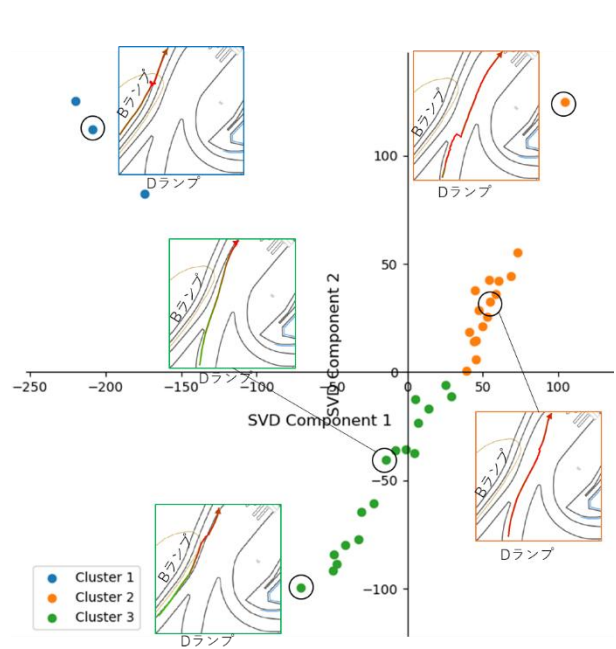 Bランプ
Dランプ
Bランプ
Dランプ
100
50
0
−50
−100
SVD Component 2
Bランプ
Dランプ
−250
−200
−150
−100
−50
0
50
100
SVD Component 1
Bランプ
Dランプ
Bランプ
Dランプ
Cluster 1
Cluster 2
Cluster 3